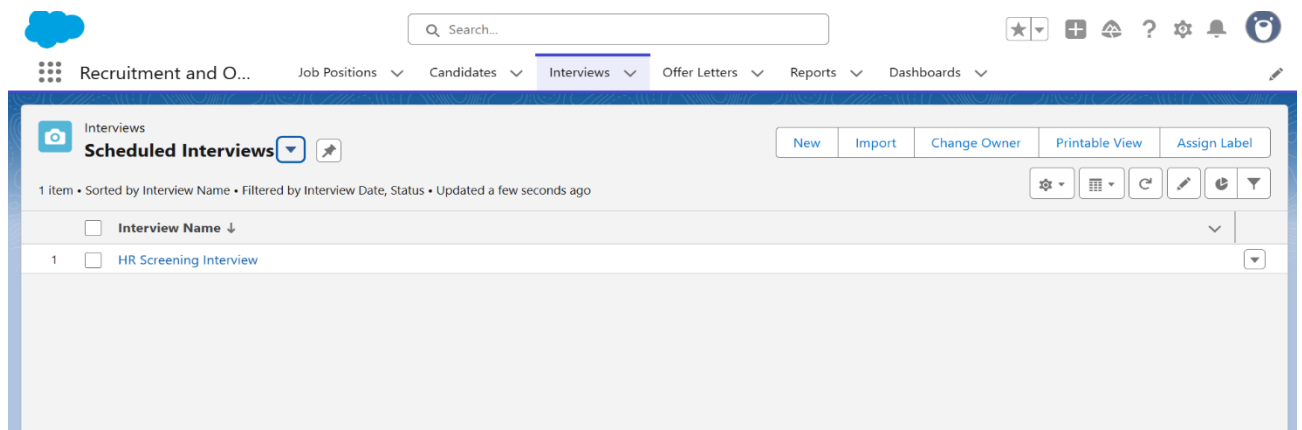 Search...
Recruitment and O... Job Positions Candidates Interviews Offer Letters Reports Dashboards
Interviews
Scheduled Interviews
New Import Change Owner Printable View Assign Label
1 item • Sorted by Interview Name • Filtered by Interview Date, Status • Updated a few seconds ago
Interview Name ↓
1 HR Screening Interview